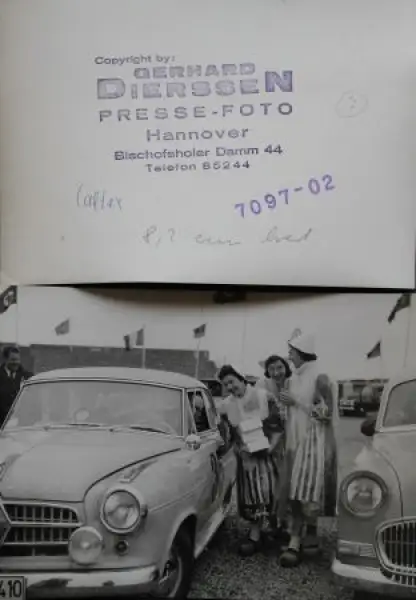 Copyright by:
GERHARD
DIERSSEN
PRESSE-FOTO
Hannover
Bischofsholer Damm 44
Telefon 85244
7097-02
410